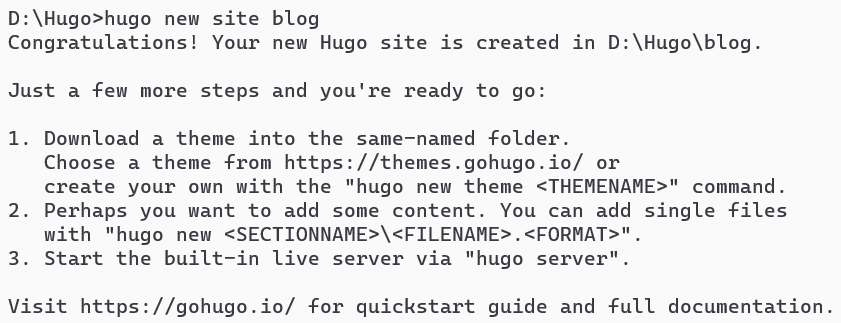 D:\Hugo>hugo new site blog
Congratulations! Your new Hugo site is created in D:\Hugo\blog.

Just a few more steps and you're ready to go:

1. Download a theme into the same-named folder.
   Choose a theme from https://themes.gohugo.io/ or
   create your own with the "hugo new theme <THEMENAME>" command.
2. Perhaps you want to add some content. You can add single files
   with "hugo new <SECTIONNAME>\<FILENAME>.<FORMAT>".
3. Start the built-in live server via "hugo server".

Visit https://gohugo.io/ for quickstart guide and full documentation.